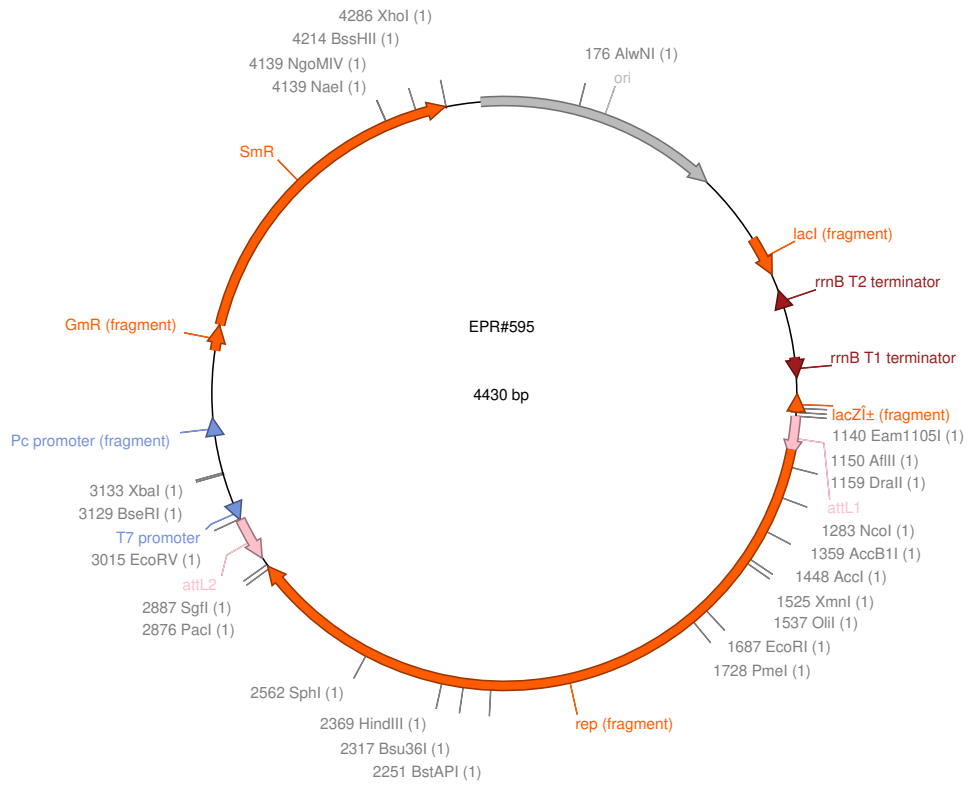 4286 XhoI (1)
4214 BssHII (1)
4139 NgoMIV (1)
4139 NaeI (1)
176 AlwNI (1)
ori
SmR
lacI (fragment)
rrnB T2 terminator
GmR (fragment)
EPR#595
rrnB T1 terminator
4430 bp
lacZÎ± (fragment)
Pc promoter (fragment)
1140 Eam1105I (1)
1150 AflII (1)
1159 DraII (1)
3133 XbaI (1)
attL1
3129 BseRI (1)
1283 NcoI (1)
T7 promoter
1359 AccB1I (1)
3015 EcoRV (1)
1448 AccI (1)
attL2
1525 XmnI (1)
2887 SgfI (1)
1537 OliI (1)
2876 PacI (1)
1687 EcoRI (1)
1728 PmeI (1)
2562 SphI (1)
2369 HindIII (1)
rep (fragment)
2317 Bsu36I (1)
2251 BstAPI (1)